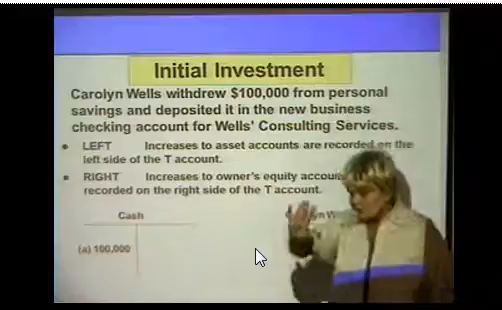 Initial Investment
Carolyn Wells withdrew $100,000 from personal
savings and deposited it in the new business
checking account for Wells' Consulting Services.
• LEFT Increases to asset accounts are recorded on the
left side of the T account.
• RIGHT Increases to owner's equity
recorded on the right side of the T account.
Cash
(a) 100,000